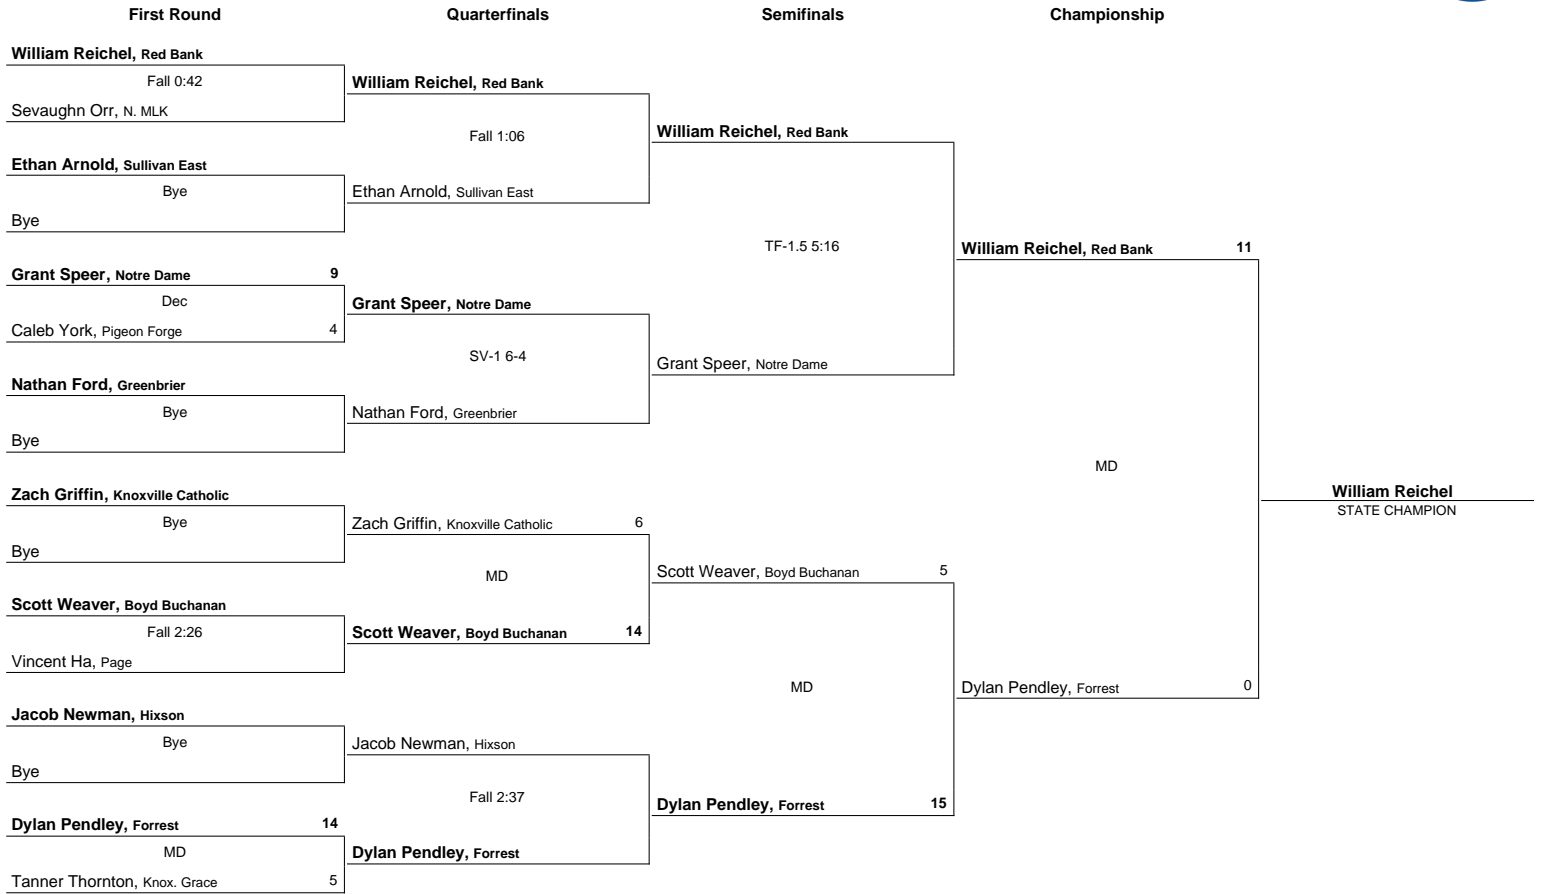 First Round
Quarterfinals
Semifinals
Championship
William Reichel, Red Bank
Fall 0:42
Sevaughn Orr, N. MLK
Ethan Arnold, Sullivan East
Bye
Bye
Grant Speer, Notre Dame 9
Dec
Caleb York, Pigeon Forge 4
Nathan Ford, Greenbrier
Bye
Bye
Zach Griffin, Knoxville Catholic
Bye
Bye
Scott Weaver, Boyd Buchanan
Fall 2:26
Vincent Ha, Page
Jacob Newman, Hixson
Bye
Bye
Dylan Pendley, Forrest 14
MD
Tanner Thornton, Knox. Grace 5
William Reichel, Red Bank
Fall 1:06
Ethan Arnold, Sullivan East
Grant Speer, Notre Dame
SV-1 6-4
Nathan Ford, Greenbrier
Zach Griffin, Knoxville Catholic 6
MD
Scott Weaver, Boyd Buchanan 14
Jacob Newman, Hixson
Fall 2:37
Dylan Pendley, Forrest
William Reichel, Red Bank
TF-1.5 5:16
Grant Speer, Notre Dame
Scott Weaver, Boyd Buchanan 5
MD
Dylan Pendley, Forrest 15
William Reichel, Red Bank 11
MD
Dylan Pendley, Forrest 0
William Reichel
STATE CHAMPION